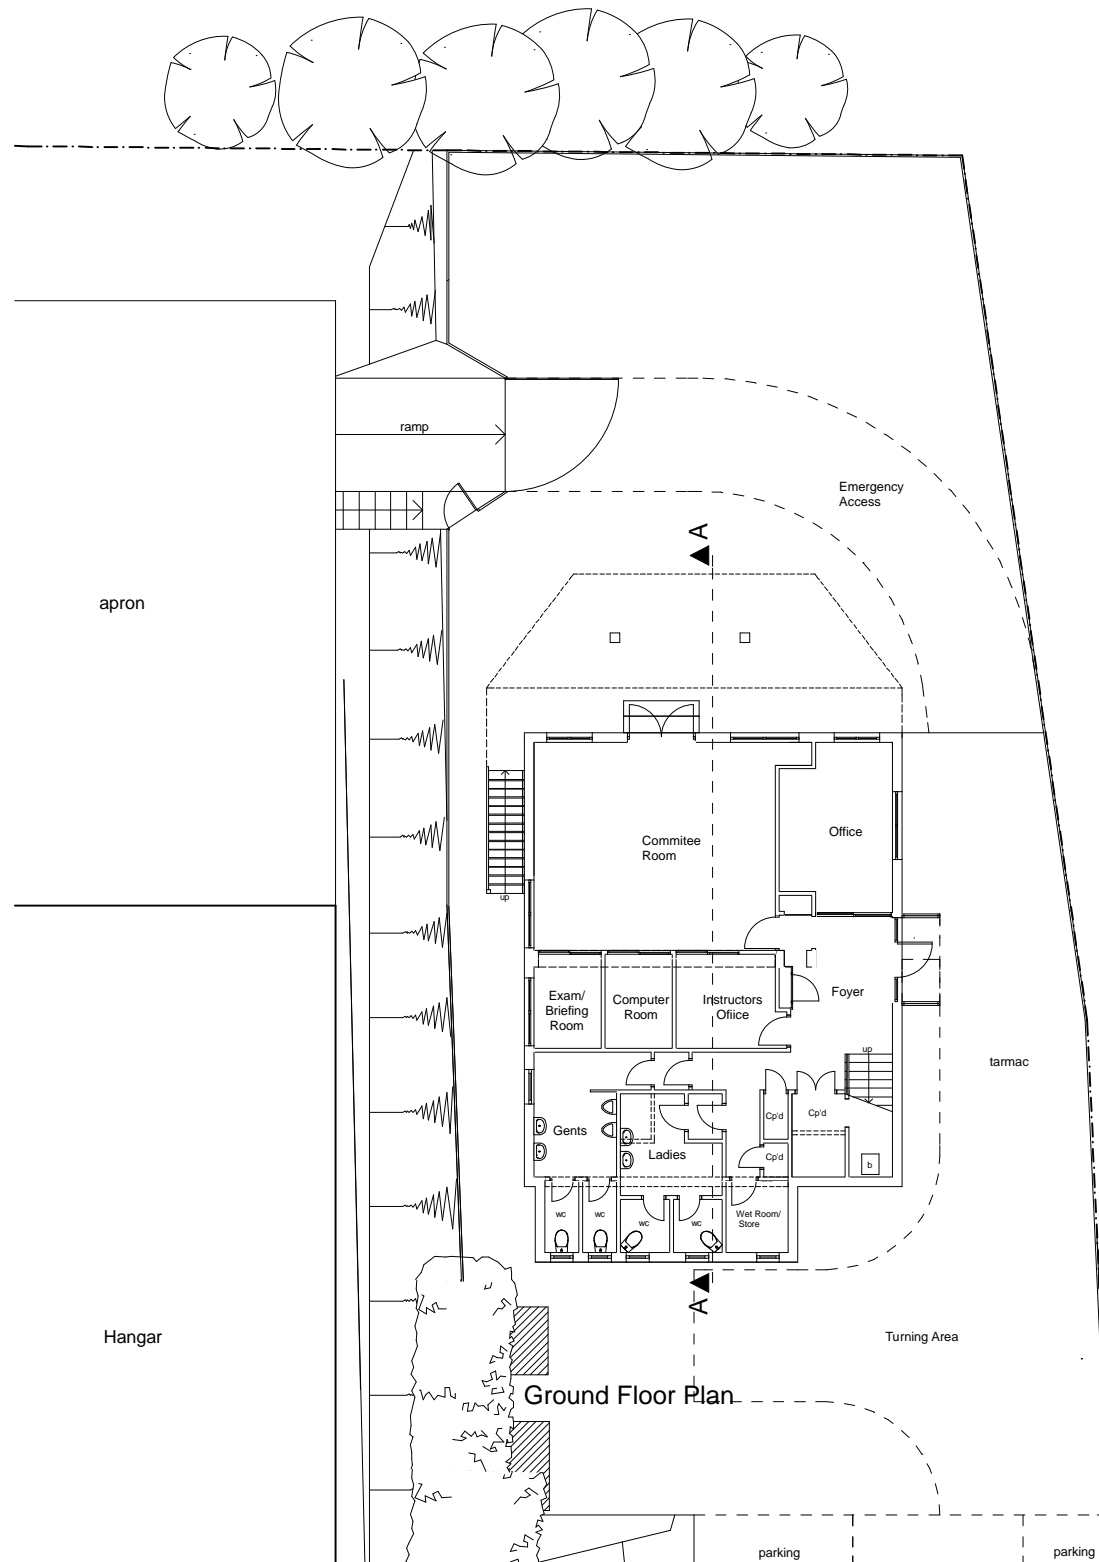 ramp
Emergency
Access
A
apron
Office
Commitee
Room
up
Exam/
Briefing
Room
Computer
Room
Instructors
Ofiice
Foyer
up
tarmac
Cp'd
Cp'd
Gents
Ladies
Cp'd
b
wc
wc
wc
wc
Wet Room/
Store
A
Hangar
Turning Area
Ground Floor Plan
parking
parking